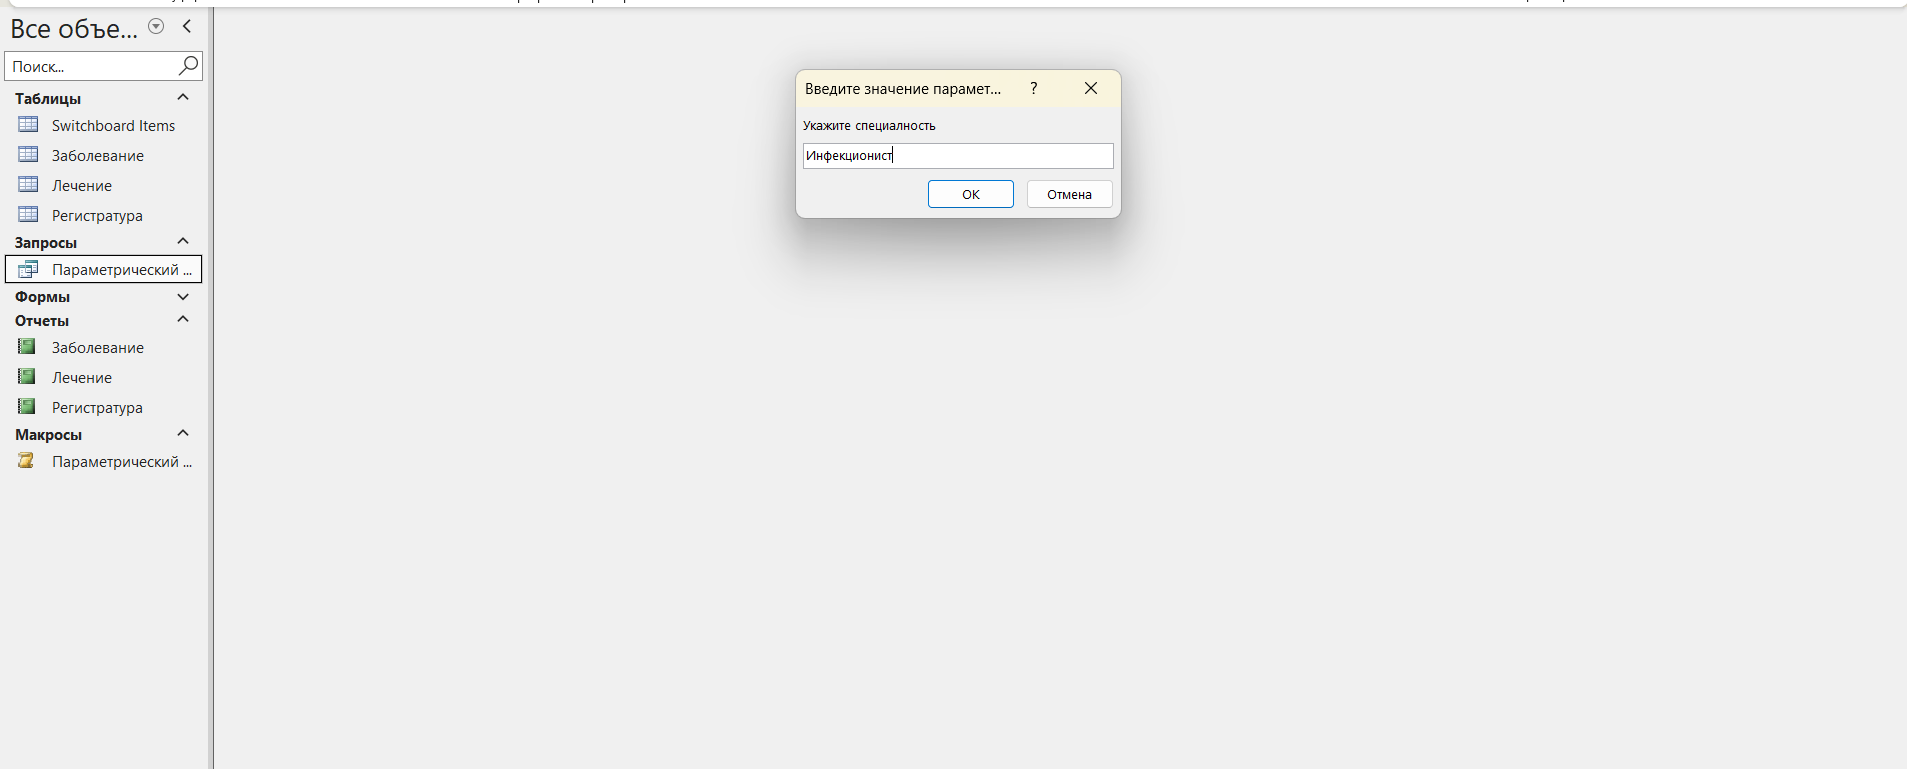 Все объе...
Поиск...
Таблицы
Switchboard Items
Заболевание
Лечение
Регистратура
Запросы
Параметрический ...
Формы
Отчеты
Заболевание
Лечение
Регистратура
Макросы
Параметрический ...
Введите значение парамет... ?
Укажите специалность
Инфекционист
ОК Отмена